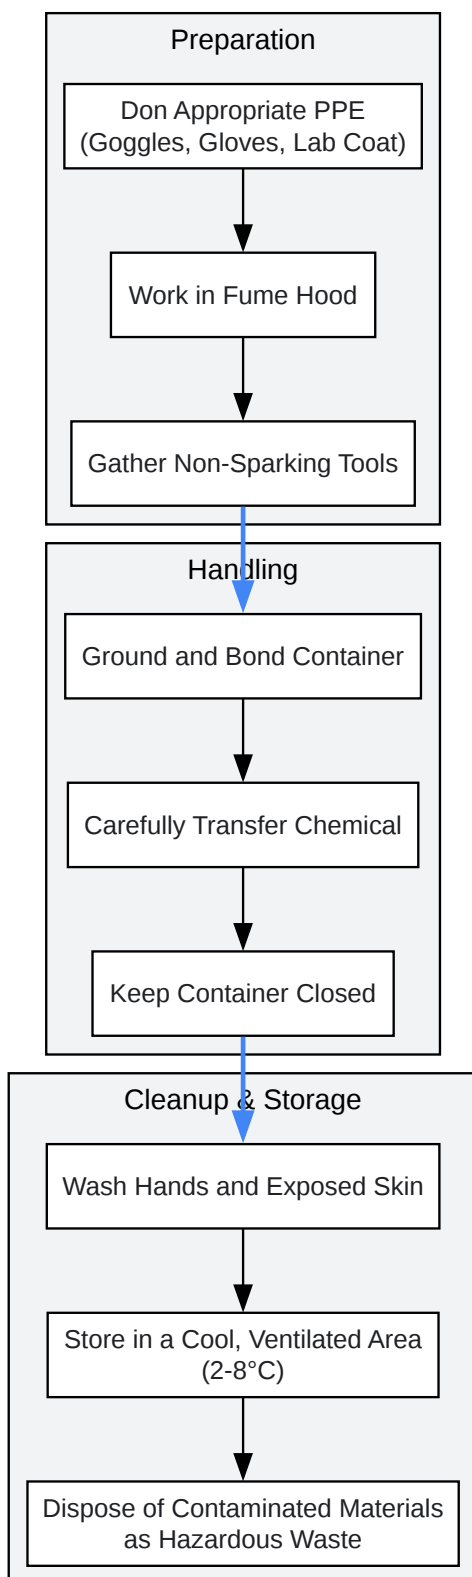 Preparation
Don Appropriate PPE
(Goggles, Gloves, Lab Coat)
Work in Fume Hood
Gather Non-Sparking Tools
Handling
Ground and Bond Container
Carefully Transfer Chemical
Keep Container Closed
Cleanup & Storage
Wash Hands and Exposed Skin
Store in a Cool, Ventilated Area
(2-8°C)
Dispose of Contaminated Materials
as Hazardous Waste